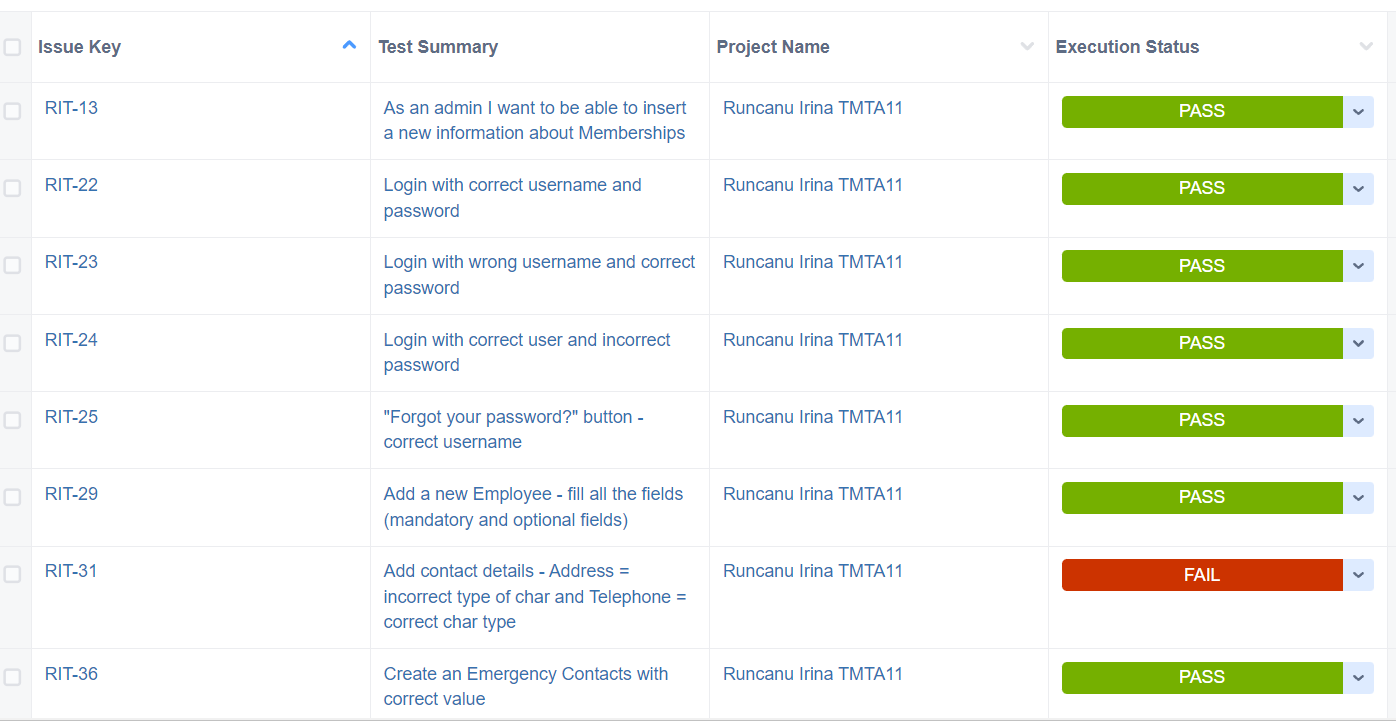 Issue Key Test Summary Project Name Execution Status
RIT-13 As an admin I want to be able to insert Runcanu Irina TMTA11 PASS
a new information about Memberships
RIT-22 Login with correct username and Runcanu Irina TMTA11 PASS
password
RIT-23 Login with wrong username and correct Runcanu Irina TMTA11 PASS
password
RIT-24 Login with correct user and incorrect Runcanu Irina TMTA11 PASS
password
RIT-25 "Forgot your password?" button - Runcanu Irina TMTA11 PASS
correct username
RIT-29 Add a new Employee - fill all the fields Runcanu Irina TMTA11 PASS
(mandatory and optional fields)
RIT-31 Add contact details - Address = Runcanu Irina TMTA11 FAIL
incorrect type of char and Telephone =
correct char type
RIT-36 Create an Emergency Contacts with Runcanu Irina TMTA11 PASS
correct value